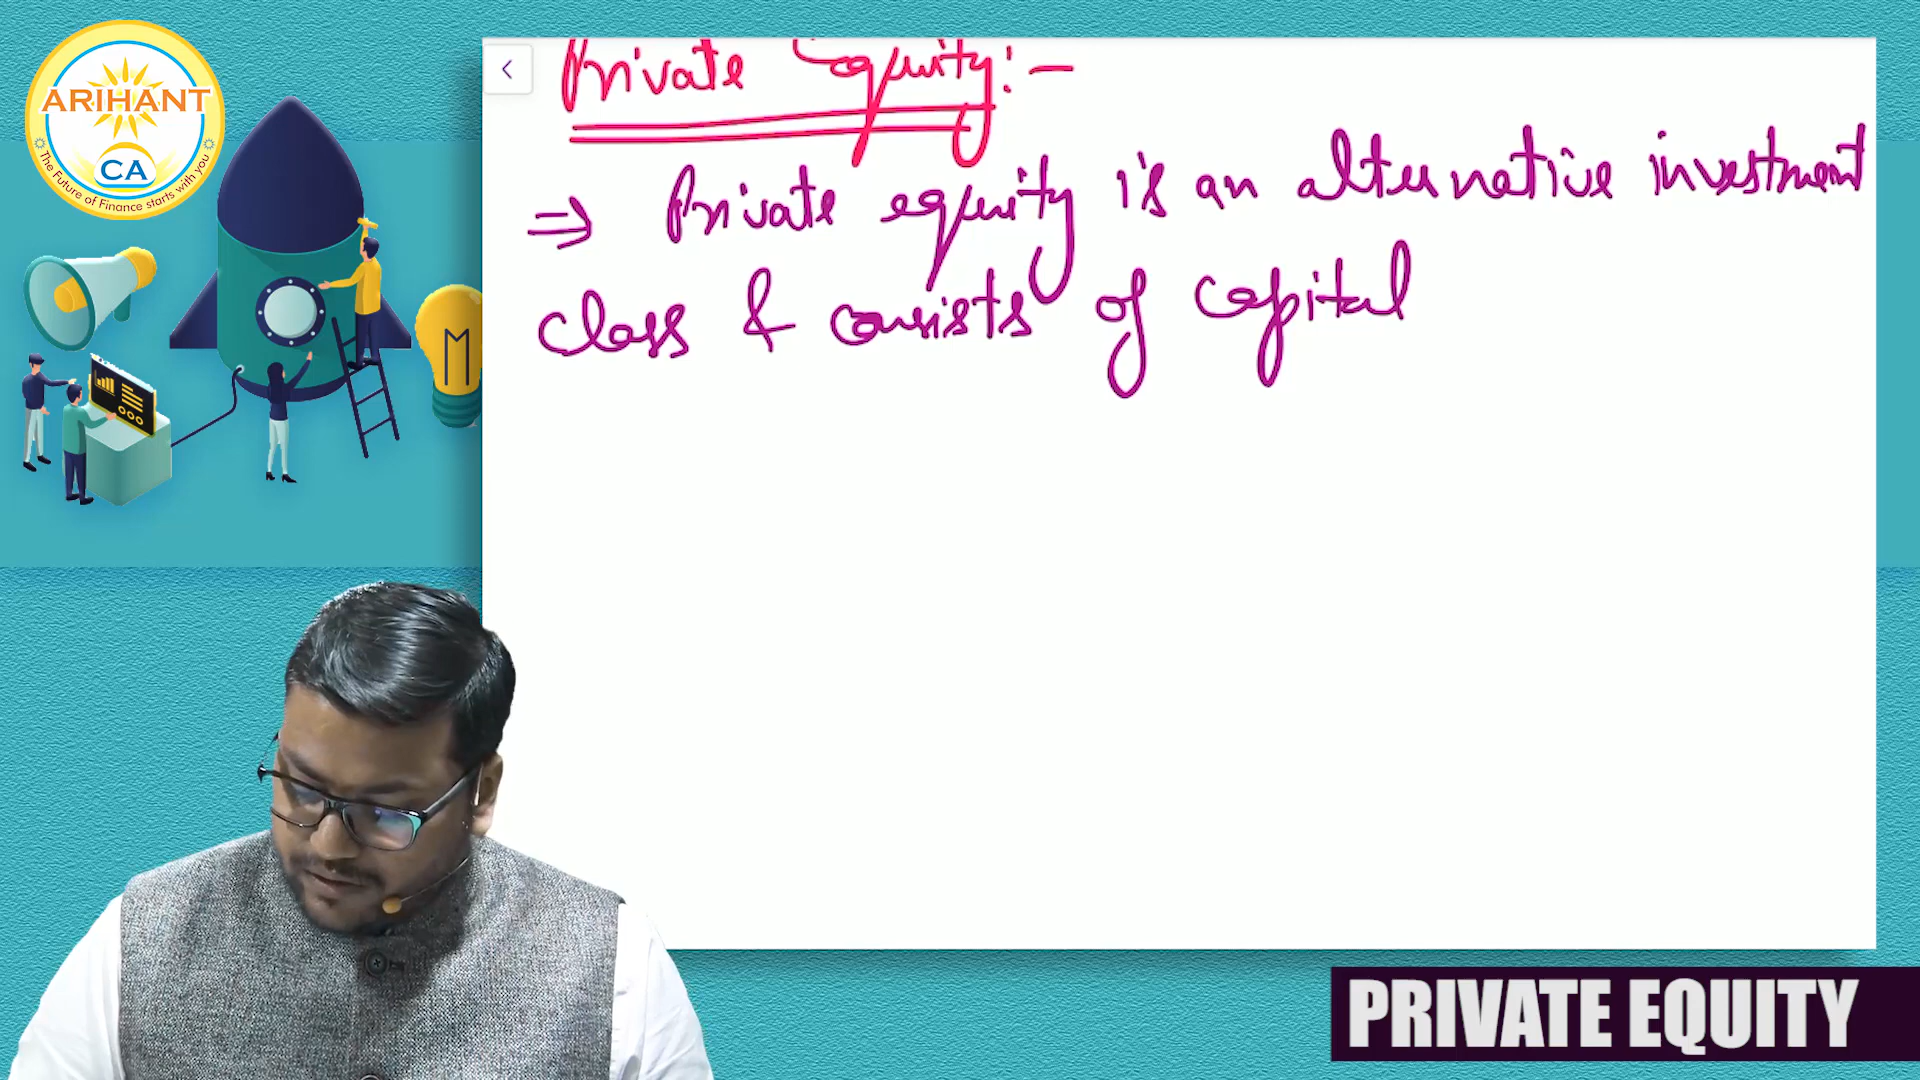 ARIHANT
CA
The Future of Finance starts with you
Private Equity :-
⇒ Private equity is an alternative investment
class & consists of capital
PRIVATE EQUITY